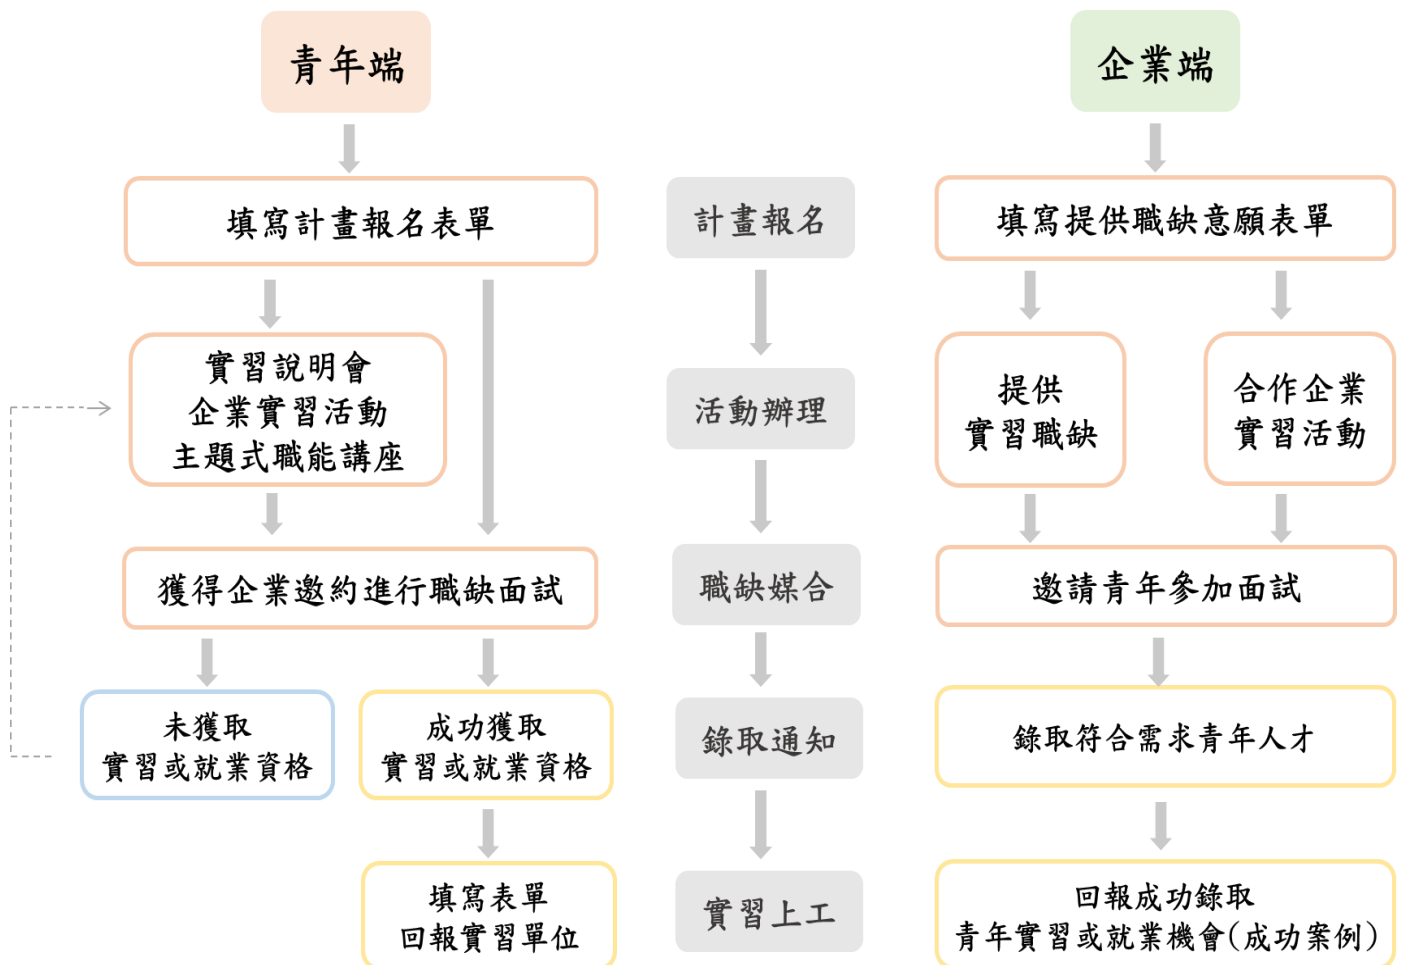 青年端
企業端
填寫計畫報名表單
計畫報名
填寫提供職缺意願表單
實習說明會
企業實習活動
主題式職能講座
活動辦理
提供
實習職缺
合作企業
實習活動
獲得企業邀約進行職缺面試
職缺媒合
邀請青年參加面試
未獲取
實習或就業資格
成功獲取
實習或就業資格
錄取通知
錄取符合需求青年人才
填寫表單
回報實習單位
實習上工
回報成功錄取
青年實習或就業機會(成功案例)